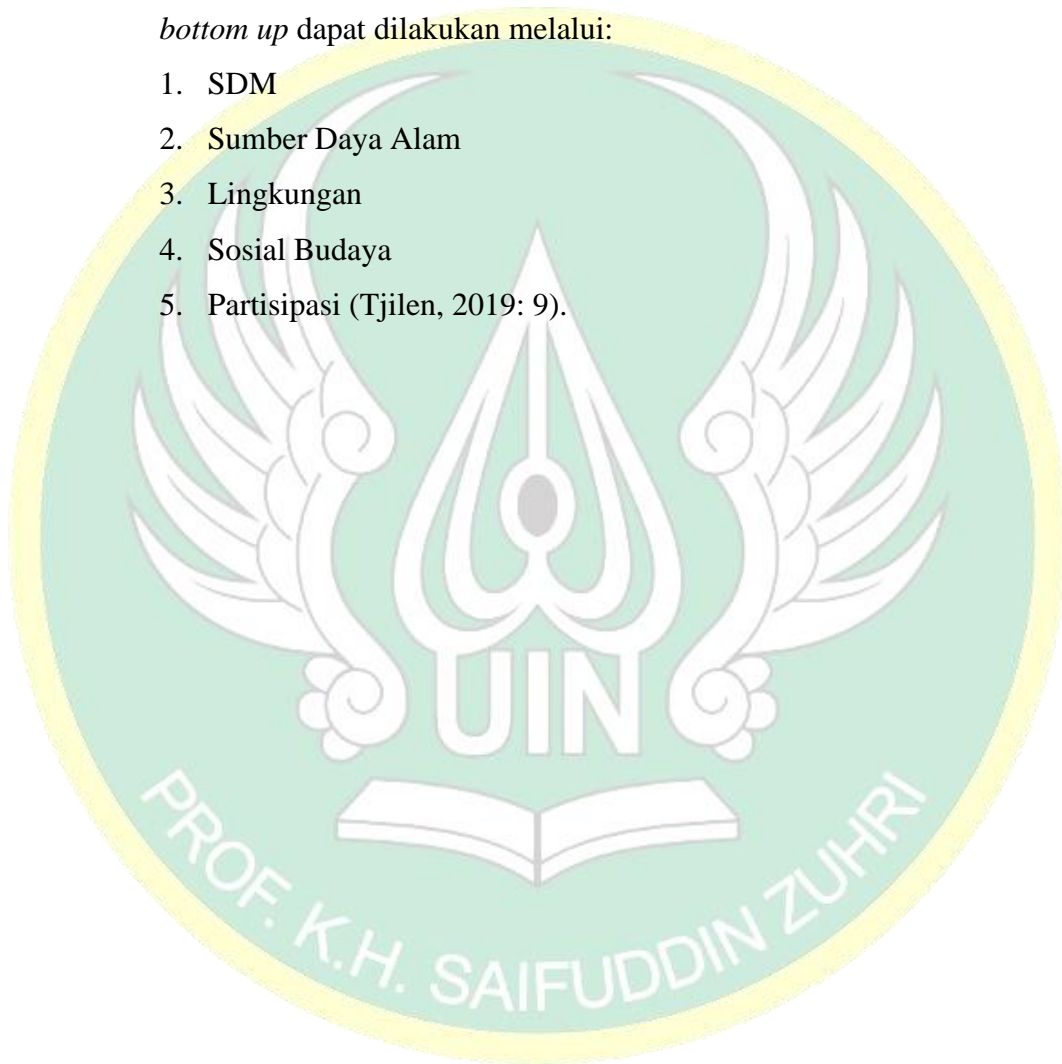 bottom up dapat dilakukan melalui:
1. SDM
2. Sumber Daya Alam
3. Lingkungan
4. Sosial Budaya
5. Partisipasi (Tjilen, 2019: 9).
UIN
PROF. K.H. SAIFUDDIN ZUHRI